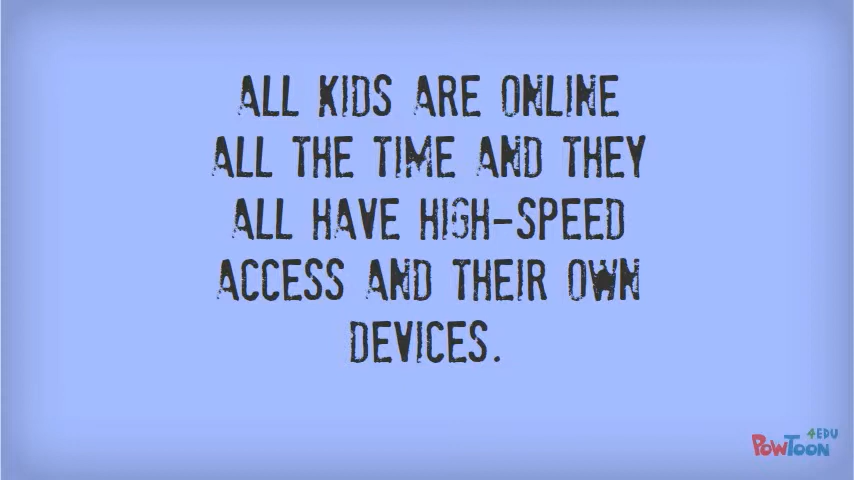 ALL KIDS ARE ONLINE
ALL THE TIME AND THEY
ALL HAVE HIGH-SPEED
ACCESS AND THEIR OWN
DEVICES.
4EDU
POWTOON